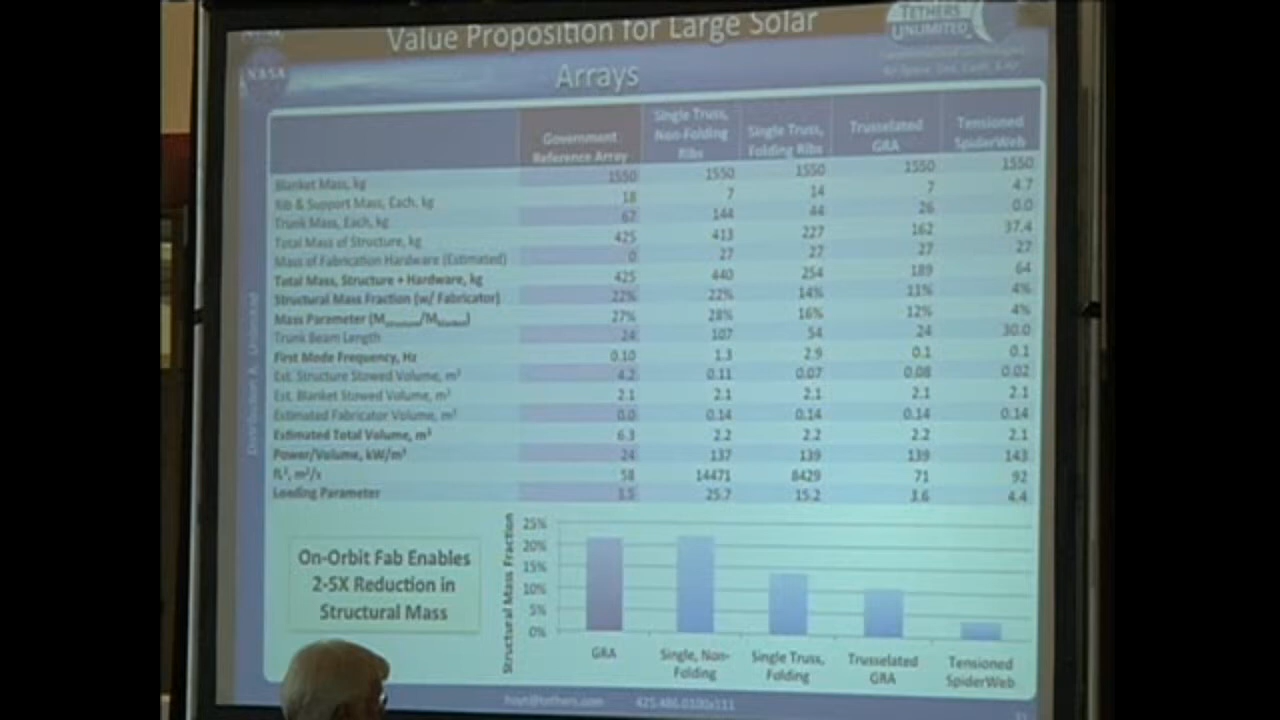 Value Proposition for Large Solar
Arrays
NASA
TETHERS
UNLIMITED
Government Reference Array | Single Truss, Non-Folding Ribs | Single Truss, Folding Ribs | Trusselated GRA | Tensioned SpiderWeb
Blanket Mass, kg 1550 1550 1550 1550 1550
Rib & Support Mass, Each, kg 18 7 14 7 4.7
Trunk Mass, Each, kg 62 144 44 26 0.0
Total Mass of Structure, kg 425 413 227 162 37.4
Mass of Fabrication Hardware (Estimated) 0 27 27 27 27
Total Mass, Structure + Hardware, kg 425 440 254 189 64
Structural Mass Fraction (w/ Fabricator) 22% 22% 14% 11% 4%
Mass Parameter (Mstructure/Mblanket) 27% 28% 16% 12% 4%
Trunk Beam Length 24 107 54 24 30.0
First Mode Frequency, Hz 0.10 1.3 2.9 0.1 0.1
Est. Structure Stowed Volume, m³ 4.2 0.11 0.07 0.08 0.02
Est. Blanket Stowed Volume, m³ 2.1 2.1 2.1 2.1 2.1
Estimated Fabricator Volume, m³ 0.0 0.14 0.14 0.14 0.14
Estimated Total Volume, m³ 6.3 2.2 2.2 2.2 2.1
Power/Volume, kW/m³ 24 137 139 139 143
fL², m²/s 58 14471 8429 71 92
Loading Parameter 3.5 25.7 15.2 3.6 4.4
On-Orbit Fab Enables
2-5X Reduction in
Structural Mass
Structural Mass Fraction
25%
20%
15%
10%
5%
0%
GRA
Single, Non-
Folding
Single Truss,
Folding
Trusselated
GRA
Tensioned
SpiderWeb
hoyt@tethers.com